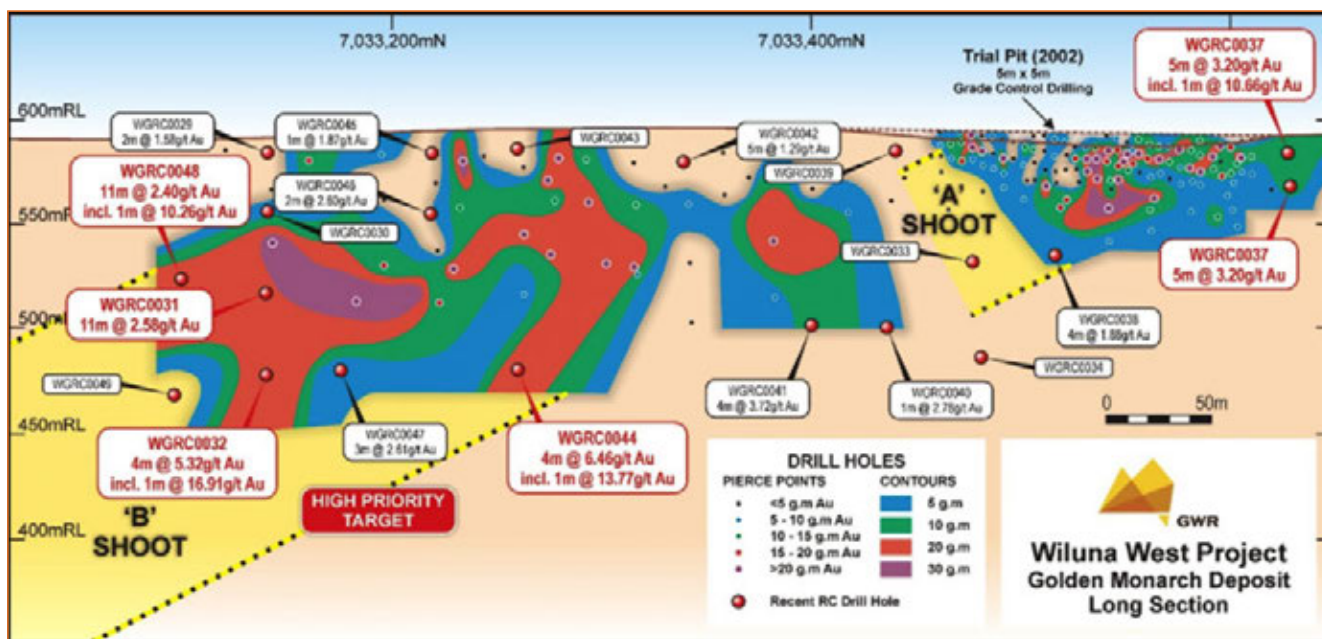 7,033,200mN
7,033,400mN
600mRL
550mRL
500mRL
450mRL
400mRL
WGRC0029
2m @ 1.58g/t Au
WGRC0045
1m @ 1.87g/t Au
WGRC0043
WGRC0042
5m @ 1.29g/t Au
WGRC0039
Trial Pit (2002)
5m x 5m
Grade Control Drilling
WGRC0037
5m @ 3.20g/t Au
incl. 1m @ 10.66g/t Au
WGRC0048
11m @ 2.40g/t Au
incl. 1m @ 10.26g/t Au
2m @ 2.60g/t Au
WGRC0030
'A'
SHOOT
WGRC0033
WGRC0037
5m @ 3.20g/t Au
WGRC0031
11m @ 2.58g/t Au
WGRC0038
4m @ 1.88g/t Au
WGRC0034
WGRC0049
WGRC0041
4m @ 3.72g/t Au
WGRC0040
1m @ 2.78g/t Au
0 50m
WGRC0032
4m @ 5.32g/t Au
incl. 1m @ 16.91g/t Au
WGRC0047
3m @ 2.61g/t Au
WGRC0044
4m @ 6.46g/t Au
incl. 1m @ 13.77g/t Au
'B'
SHOOT
HIGH PRIORITY
TARGET
DRILL HOLES
PIERCE POINTS
<5 g.m Au
5 - 10 g.m Au
10 - 15 g.m Au
15 - 20 g.m Au
>20 g.m Au
Recent RC Drill Hole
CONTOURS
5 g.m
10 g.m
20 g.m
30 g.m
GWR
Wiluna West Project
Golden Monarch Deposit
Long Section